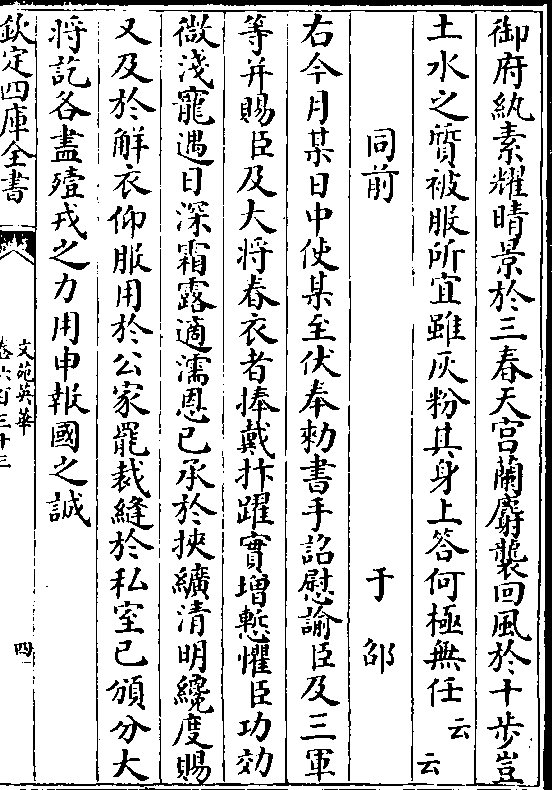 御府紈素耀晴景於三春天宫蘭麝襲回風於十步豈
土水之質被服所宜雖灰粉其身上答何極無任云云
同前 于邵
右今月某日中使某至伏奉勑書手詔慰諭臣及三軍
等并賜臣及大將春衣者捧戴抃躍實増慙懼臣功効
微淺寵遇日深霜露適濡恩已承於挾纊清明纔度賜
又及於解衣仰服用於公家罷裁縫於私室已頒分大
將訖各盡殪戎之力用申報國之誠
欽定四庫全書
文苑英華
卷六百三十三
四